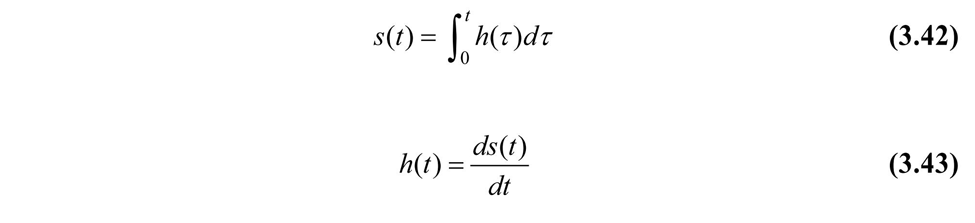 s(t) = ∫₀ᵗ h(τ)dτ (3.42)
h(t) = ds(t)/dt (3.43)